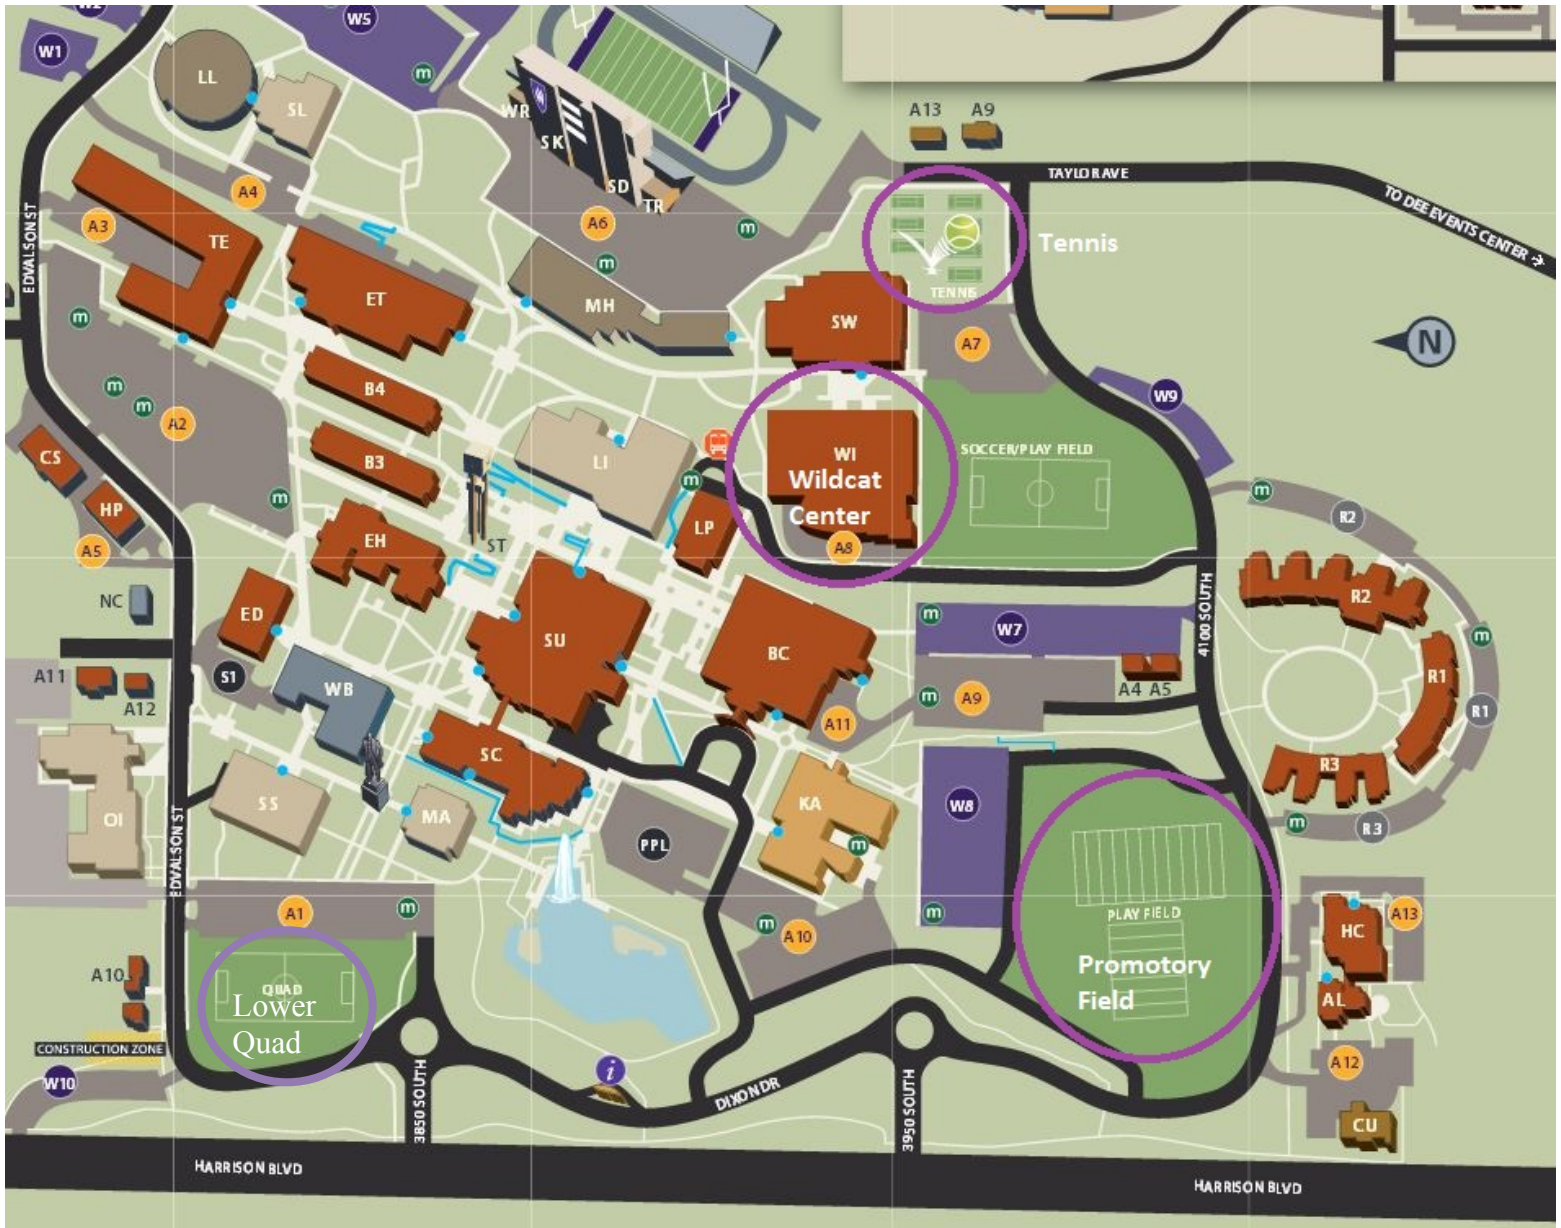 W1
W2
W5
m
LL
SL
WR
SK
SD
TR
A13
A9
TAYLOR AVE
TO DEE EVENTS CENTER →
EDVALSON ST
A3
A4
TE
A6
m
m
TENNIS
Tennis
ET
MH
SW
A7
N
m
m
m
A2
B4
B3
W9
CS
HP
A5
m
LI
m
LP
WI
Wildcat
Center
A8
SOCCER/PLAY FIELD
m
R2
EH
ST
NC
ED
SU
BC
m
W7
4100 SOUTH
R2
m
A11
A12
S1
WB
A11
m
A9
A4 A5
R1
R1
OI
SS
SC
MA
PPL
KA
m
W8
R3
m
R3
EDVALSON ST
A1
m
m
A10
m
PLAY FIELD
Promotory
Field
HC
A13
AL
A10
QUAD
Lower
Quad
CONSTRUCTION ZONE
W10
3850 SOUTH
i
DIXON DR
3950 SOUTH
A12
CU
HARRISON BLVD
HARRISON BLVD